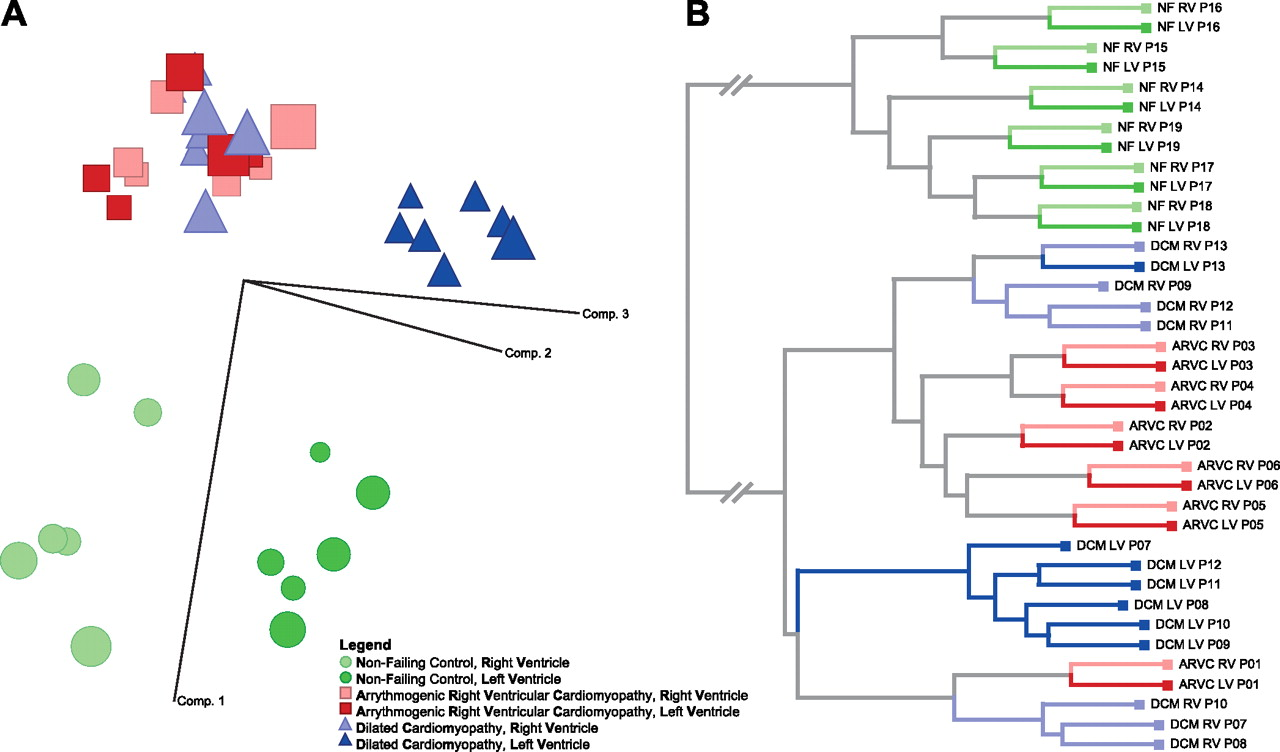 A
Comp. 3
Comp. 2
Comp. 1
Legend
Non-Failing Control, Right Ventricle
Non-Failing Control, Left Ventricle
Arrythmogenic Right Ventricular Cardiomyopathy, Right Ventricle
Arrythmogenic Right Ventricular Cardiomyopathy, Left Ventricle
Dilated Cardiomyopathy, Right Ventricle
Dilated Cardiomyopathy, Left Ventricle
B
NF RV P16
NF LV P16
NF RV P15
NF LV P15
NF RV P14
NF LV P14
NF RV P19
NF LV P19
NF RV P17
NF LV P17
NF RV P18
NF LV P18
DCM RV P13
DCM LV P13
DCM RV P09
DCM RV P12
DCM RV P11
ARVC RV P03
ARVC LV P03
ARVC RV P04
ARVC LV P04
ARVC RV P02
ARVC LV P02
ARVC RV P06
ARVC LV P06
ARVC RV P05
ARVC LV P05
DCM LV P07
DCM LV P12
DCM LV P11
DCM LV P08
DCM LV P10
DCM LV P09
ARVC RV P01
ARVC LV P01
DCM RV P10
DCM RV P07
DCM RV P08